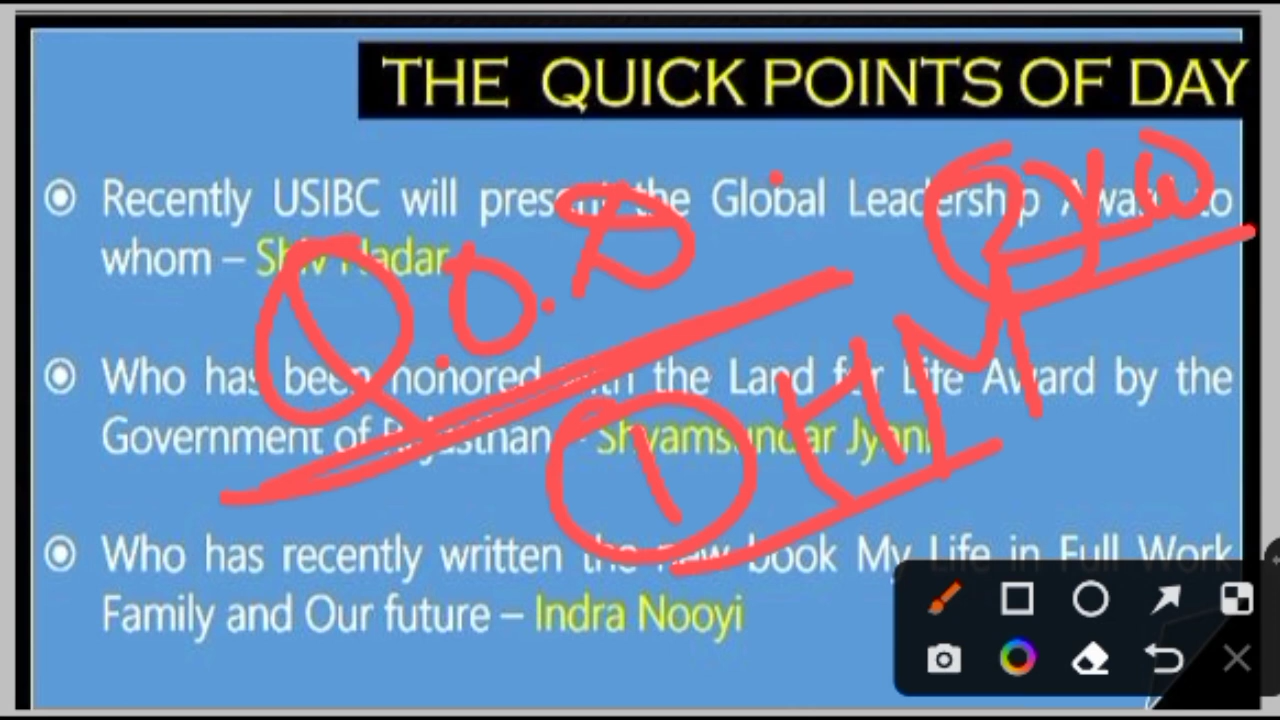 THE QUICK POINTS OF DAY
Recently USIBC will present the Global Leadership Award to
whom – Shiv Nadar
Who has been honored with the Land for Life Award by the
Government of Rajasthan – Shyamsundar Jyani
Who has recently written the new book My Life in Full Work
Family and Our future – Indra Nooyi
Q.O.D